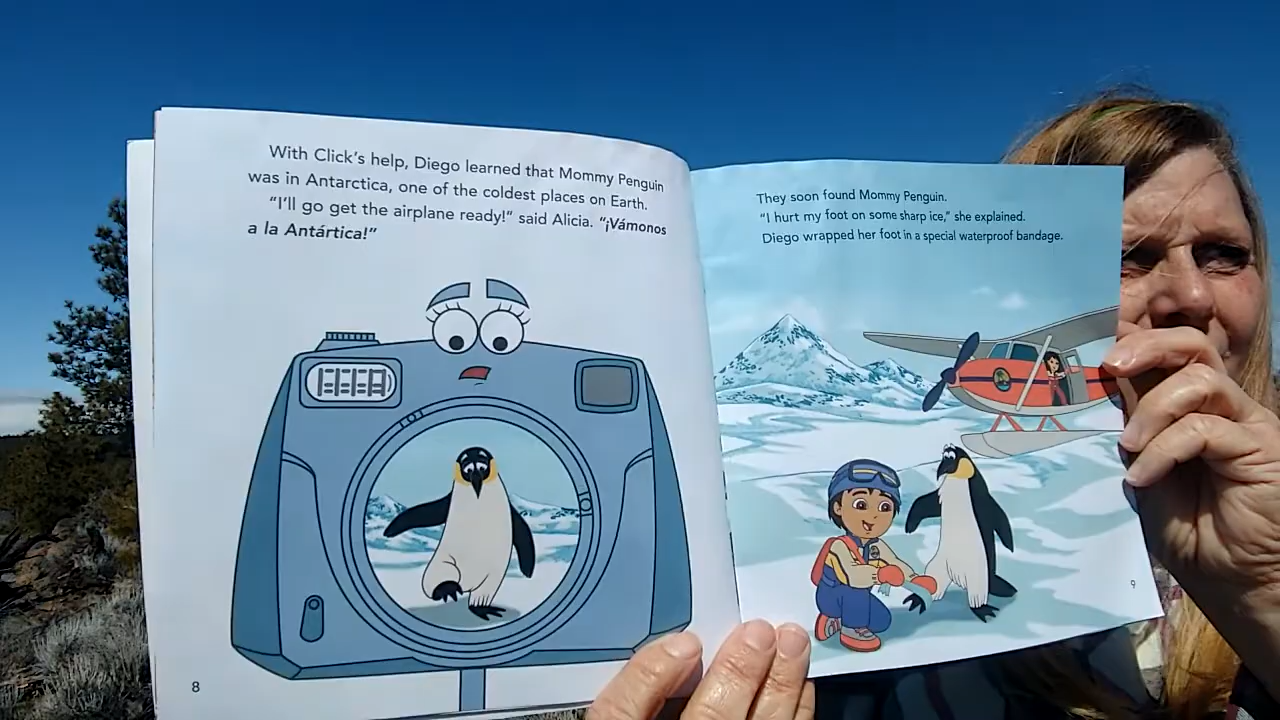 With Click's help, Diego learned that Mommy Penguin
was in Antarctica, one of the coldest places on Earth.
"I'll go get the airplane ready!" said Alicia. "¡Vámonos
a la Antártica!"
8
They soon found Mommy Penguin.
"I hurt my foot on some sharp ice," she explained.
Diego wrapped her foot in a special waterproof bandage.
9